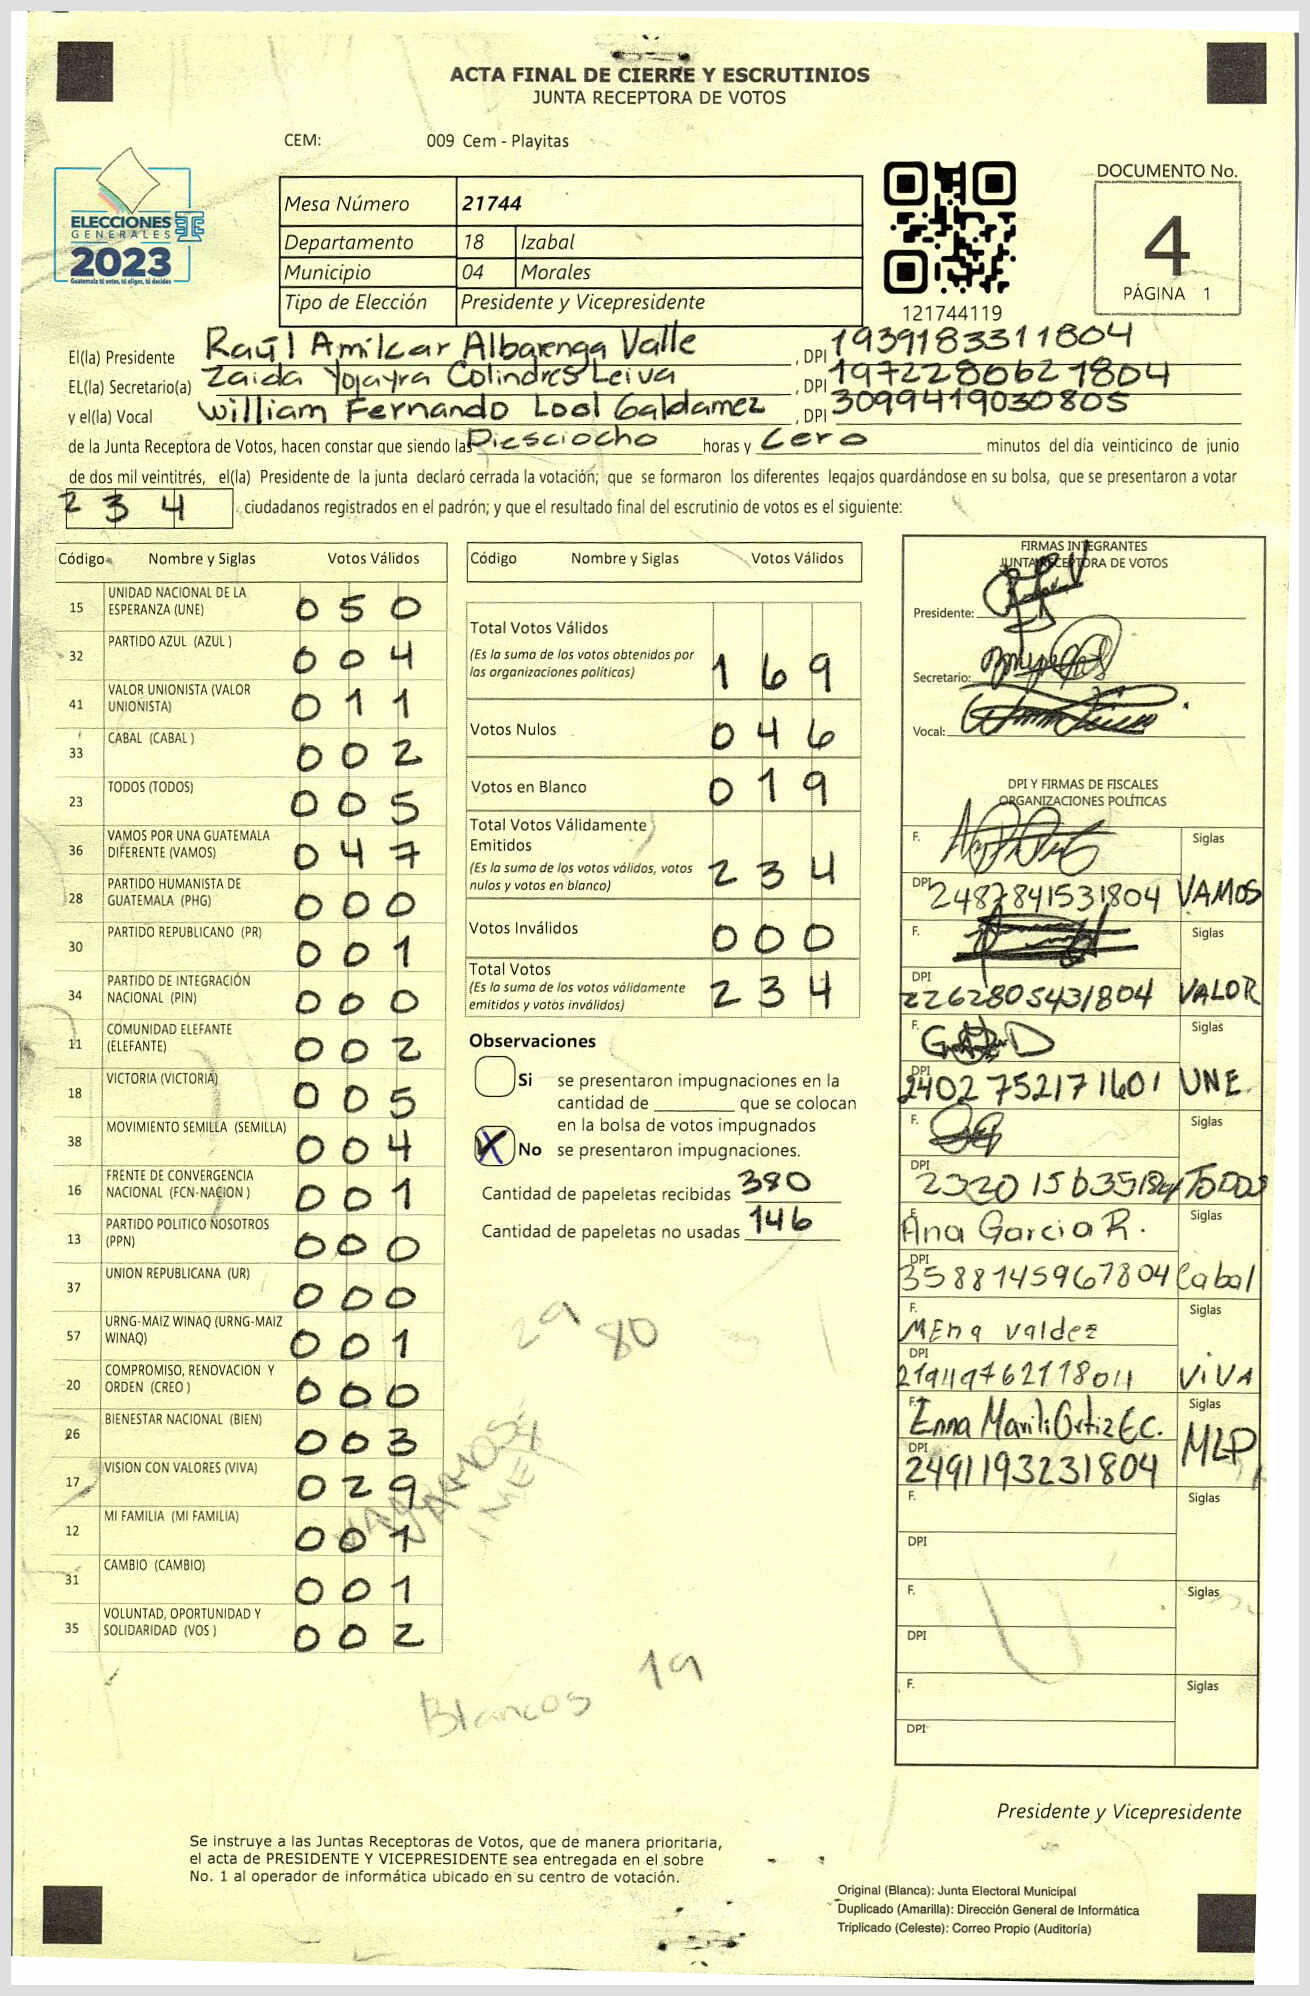 ACTA FINAL DE CIERRE Y ESCRUTINIOS
JUNTA RECEPTORA DE VOTOS
CEM: 009 Cem - Playitas
ELECCIONES
GENERALES
2023
Guatemala tú votas, tú eliges, tú decides
Mesa Número 21744
Departamento 18 Izabal
Municipio 04 Morales
Tipo de Elección Presidente y Vicepresidente
121744119
DOCUMENTO No.
4
PÁGINA 1
El(la) Presidente Raúl Amilcar Albarenga Valle, DPI 1939183311804
EL(la) Secretario(a) Zaida Yojayra Colindres Leiva, DPI 1972280621804
y el(la) Vocal William Fernando Lool Galdamez, DPI 3099419030805
de la Junta Receptora de Votos, hacen constar que siendo las Diesciocho horas y Cero minutos del día veinticinco de junio
de dos mil veintitrés, el(la) Presidente de la junta declaró cerrada la votación; que se formaron los diferentes legajos quardándose en su bolsa, que se presentaron a votar
234 ciudadanos registrados en el padrón; y que el resultado final del escrutinio de votos es el siguiente:
Código Nombre y Siglas Votos Válidos
15 UNIDAD NACIONAL DE LA ESPERANZA (UNE) 050
32 PARTIDO AZUL (AZUL ) 004
41 VALOR UNIONISTA (VALOR UNIONISTA) 011
33 CABAL (CABAL ) 002
23 TODOS (TODOS) 005
36 VAMOS POR UNA GUATEMALA DIFERENTE (VAMOS) 047
28 PARTIDO HUMANISTA DE GUATEMALA (PHG) 000
30 PARTIDO REPUBLICANO (PR) 001
34 PARTIDO DE INTEGRACIÓN NACIONAL (PIN) 000
11 COMUNIDAD ELEFANTE (ELEFANTE) 002
18 VICTORIA (VICTORIA) 005
38 MOVIMIENTO SEMILLA (SEMILLA) 004
16 FRENTE DE CONVERGENCIA NACIONAL (FCN-NACION ) 001
13 PARTIDO POLITICO NOSOTROS (PPN) 000
37 UNION REPUBLICANA (UR) 000
57 URNG-MAIZ WINAQ (URNG-MAIZ WINAQ) 001
20 COMPROMISO, RENOVACION Y ORDEN (CREO ) 000
26 BIENESTAR NACIONAL (BIEN) 003
17 VISION CON VALORES (VIVA) 029
12 MI FAMILIA (MI FAMILIA) 001
31 CAMBIO (CAMBIO) 001
35 VOLUNTAD, OPORTUNIDAD Y SOLIDARIDAD (VOS ) 002
Código Nombre y Siglas Votos Válidos
Total Votos Válidos
(Es la suma de los votos obtenidos por las organizaciones políticas) 169
Votos Nulos 046
Votos en Blanco 019
Total Votos Válidamente Emitidos
(Es la suma de los votos válidos, votos nulos y votos en blanco) 234
Votos Inválidos 000
Total Votos
(Es la suma de los votos válidamente emitidos y votos inválidos) 234
Observaciones
Si se presentaron impugnaciones en la
cantidad de ________ que se colocan
en la bolsa de votos impugnados
X No se presentaron impugnaciones.
Cantidad de papeletas recibidas 380
Cantidad de papeletas no usadas 146
29 80
VAMOS
Blancos 19
FIRMAS INTEGRANTES
JUNTA RECEPTORA DE VOTOS
Presidente:
Secretario:
Vocal:
DPI Y FIRMAS DE FISCALES
ORGANIZACIONES POLÍTICAS
F. Siglas
DPI 2487841531804 VAMOS
F. Siglas
DPI 2262805431804 VALOR
F. Siglas
DPI 2402752171601 UNE
F. Siglas
DPI TODOS
F. Ana Garcia R. Siglas
DPI 3588145967804 Cabal
F. MEna valdez Siglas
DPI ViVA
F. Enna Marili Ortiz EC. Siglas
DPI 2491193231804 MLP
F. Siglas
DPI
F. Siglas
DPI
F. Siglas
DPI
Presidente y Vicepresidente
Se instruye a las Juntas Receptoras de Votos, que de manera prioritaria,
el acta de PRESIDENTE Y VICEPRESIDENTE sea entregada en el sobre
No. 1 al operador de informática ubicado en su centro de votación.
Original (Blanca): Junta Electoral Municipal
Duplicado (Amarilla): Dirección General de Informática
Triplicado (Celeste): Correo Propio (Auditoría)